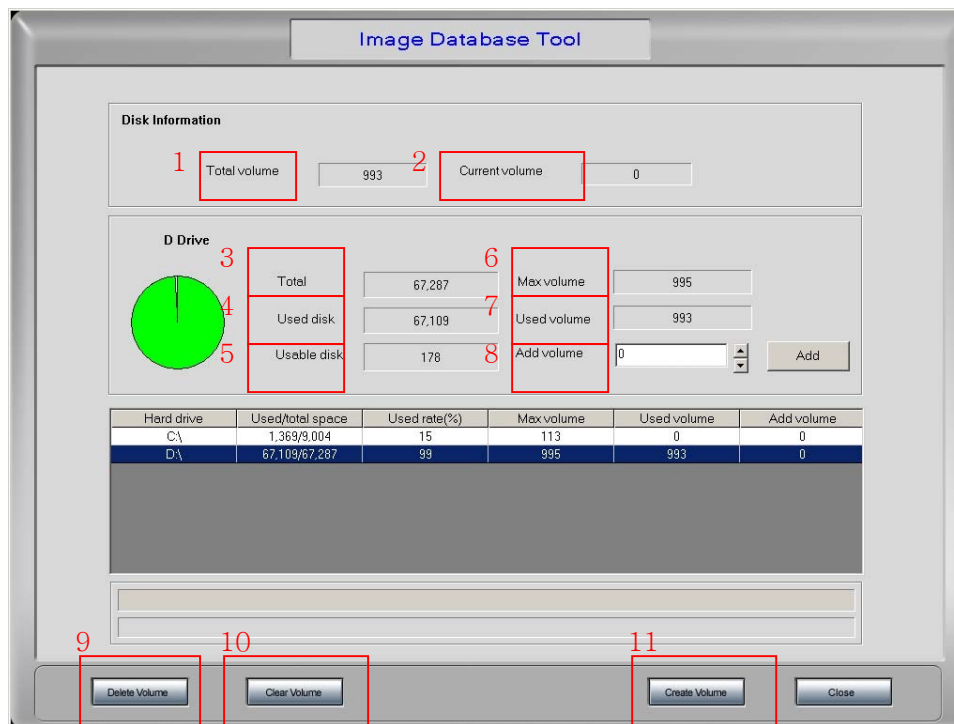 Image Database Tool
Disk Information
1 Total volume 993 2 Current volume 0
D Drive
3 Total 67,287 6 Max volume 995
4 Used disk 67,109 7 Used volume 993
5 Usable disk 178 8 Add volume 0 Add
Hard drive Used/total space Used rate(%) Max volume Used volume Add volume
C:\ 1,369/9,004 15 113 0 0
D:\ 67,109/67,287 99 995 993 0
9 10 11
Delete Volume Clear Volume Create Volume Close